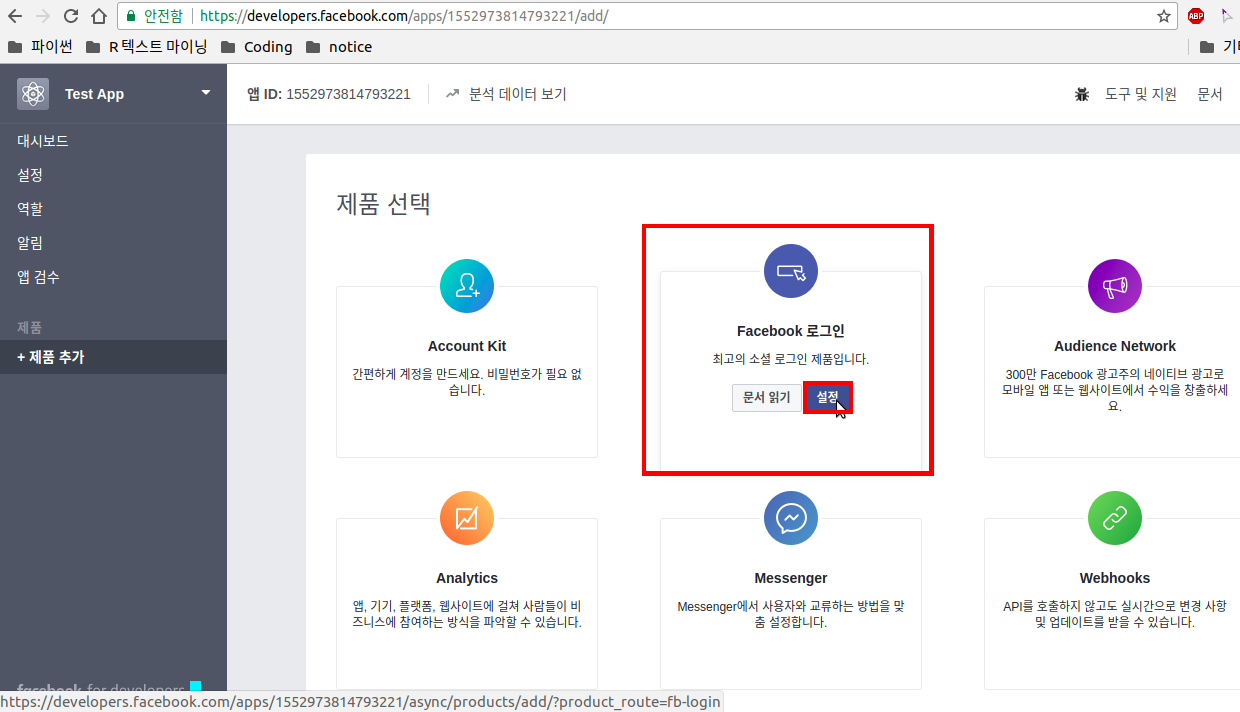 안전함 https://developers.facebook.com/apps/1552973814793221/add/
ABP
파이썬 R 텍스트 마이닝 Coding notice
Test App
앱 ID: 1552973814793221 분석 데이터 보기 도구 및 지원 문서
대시보드
설정
역할
알림
앱 검수
제품
+ 제품 추가
제품 선택
Account Kit
간편하게 계정을 만드세요. 비밀번호가 필요 없
습니다.
Facebook 로그인
최고의 소셜 로그인 제품입니다.
문서 읽기 설정
Audience Network
300만 Facebook 광고주의 네이티브 광고로
모바일 앱 또는 웹사이트에서 수익을 창출하세
요.
Analytics
앱, 기기, 플랫폼, 웹사이트에 걸쳐 사람들이 비
즈니스에 참여하는 방식을 파악할 수 있습니다.
Messenger
Messenger에서 사용자와 교류하는 방법을 맞
춤 설정합니다.
Webhooks
API를 호출하지 않고도 실시간으로 변경 사항
및 업데이트를 받을 수 있습니다.
facebook for developers
https://developers.facebook.com/apps/1552973814793221/async/products/add/?product_route=fb-login